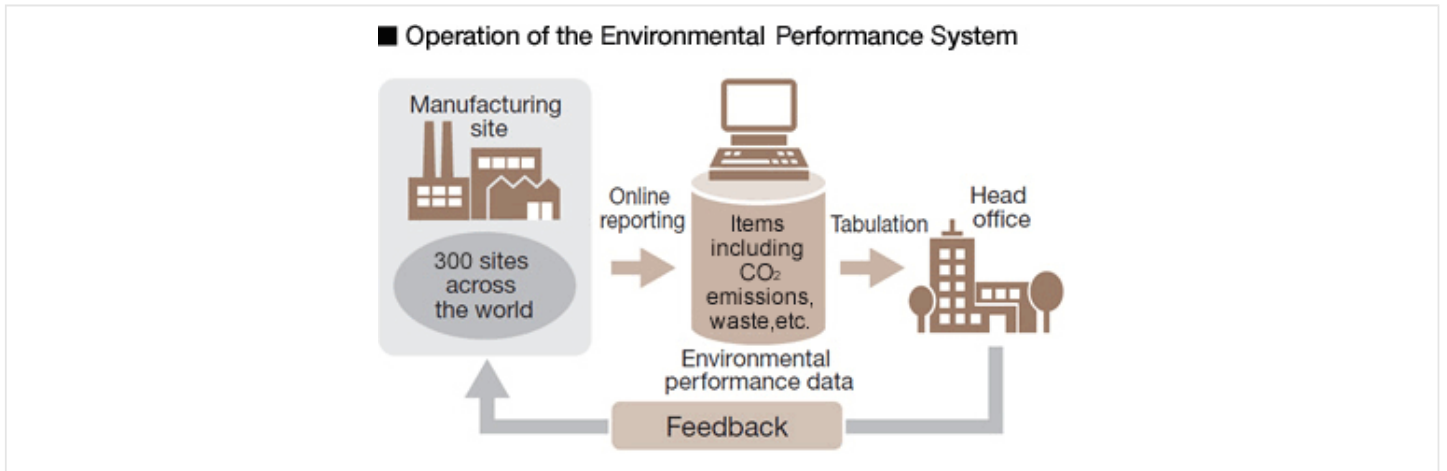 ■ Operation of the Environmental Performance System
Manufacturing
site
300 sites
across
the world
Online
reporting
Items
including
CO₂
emissions,
waste,etc.
Environmental
performance data
Tabulation
Head
office
Feedback